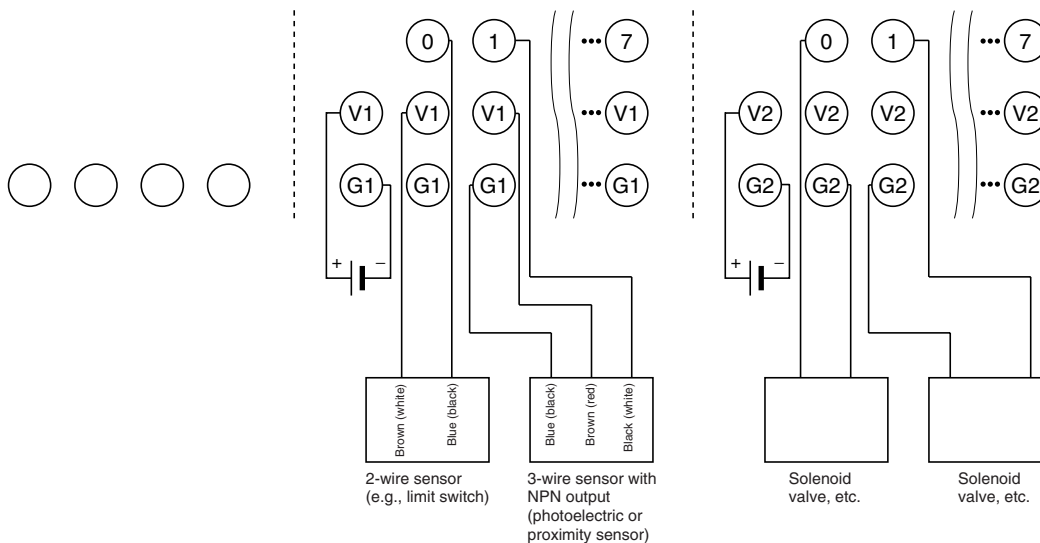 0 1 ••• 7
V1 V1 V1 ••• V1
G1 G1 G1 ••• G1
+ −
Brown (white)
Blue (black)
Blue (black)
Brown (red)
Black (white)
2-wire sensor
(e.g., limit switch)
3-wire sensor with
NPN output
(photoelectric or
proximity sensor)
0 1 ••• 7
V2 V2 V2 ••• V2
G2 G2 G2 ••• G2
+ −
Solenoid
valve, etc.
Solenoid
valve, etc.